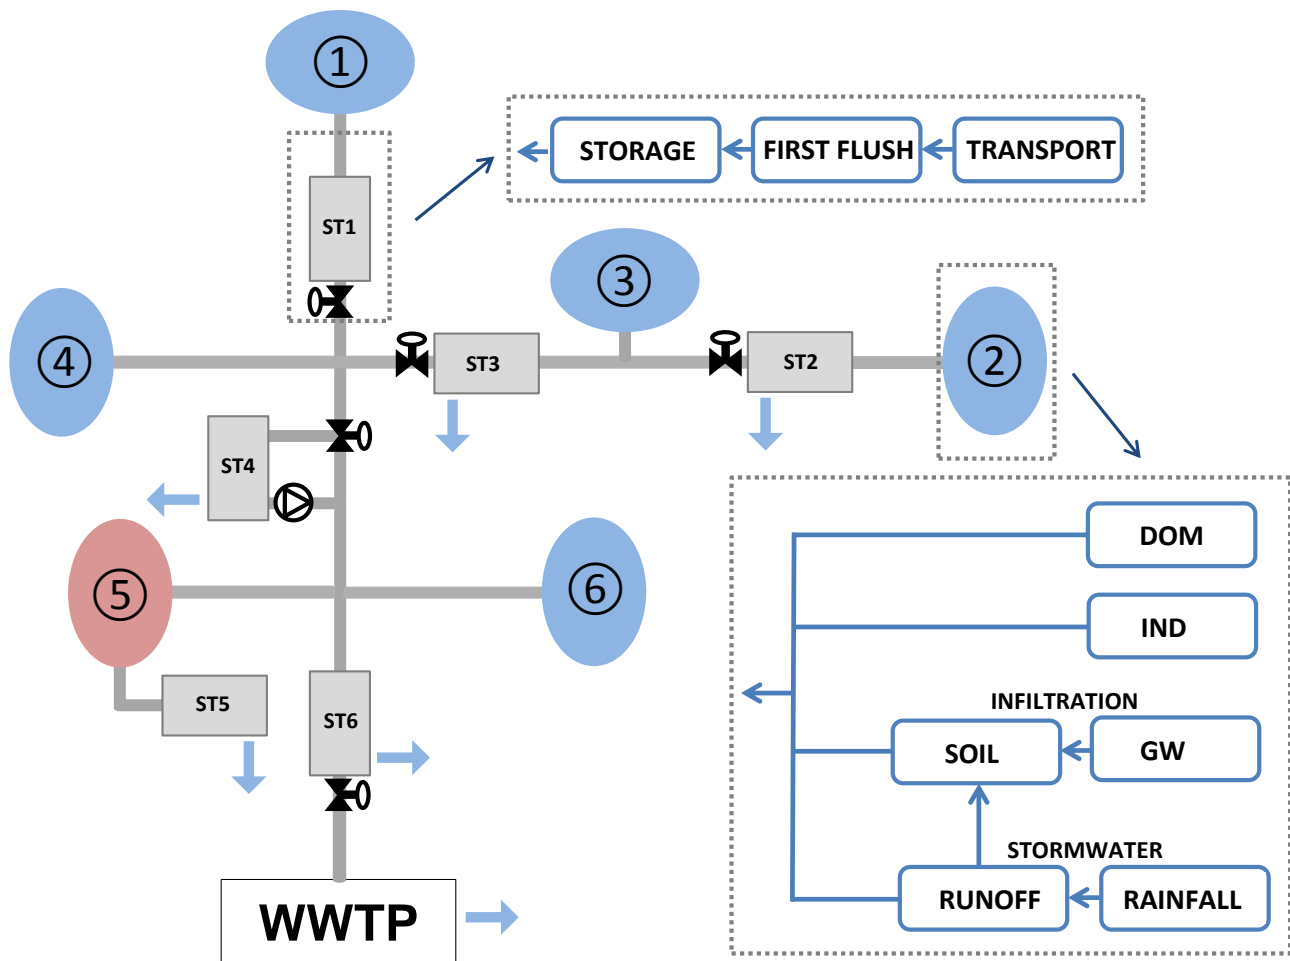 ①
STORAGE
FIRST FLUSH
TRANSPORT
ST1
③
④
②
ST3
ST2
ST4
DOM
⑤
⑥
IND
INFILTRATION
ST5
ST6
SOIL
GW
STORMWATER
RUNOFF
RAINFALL
WWTP